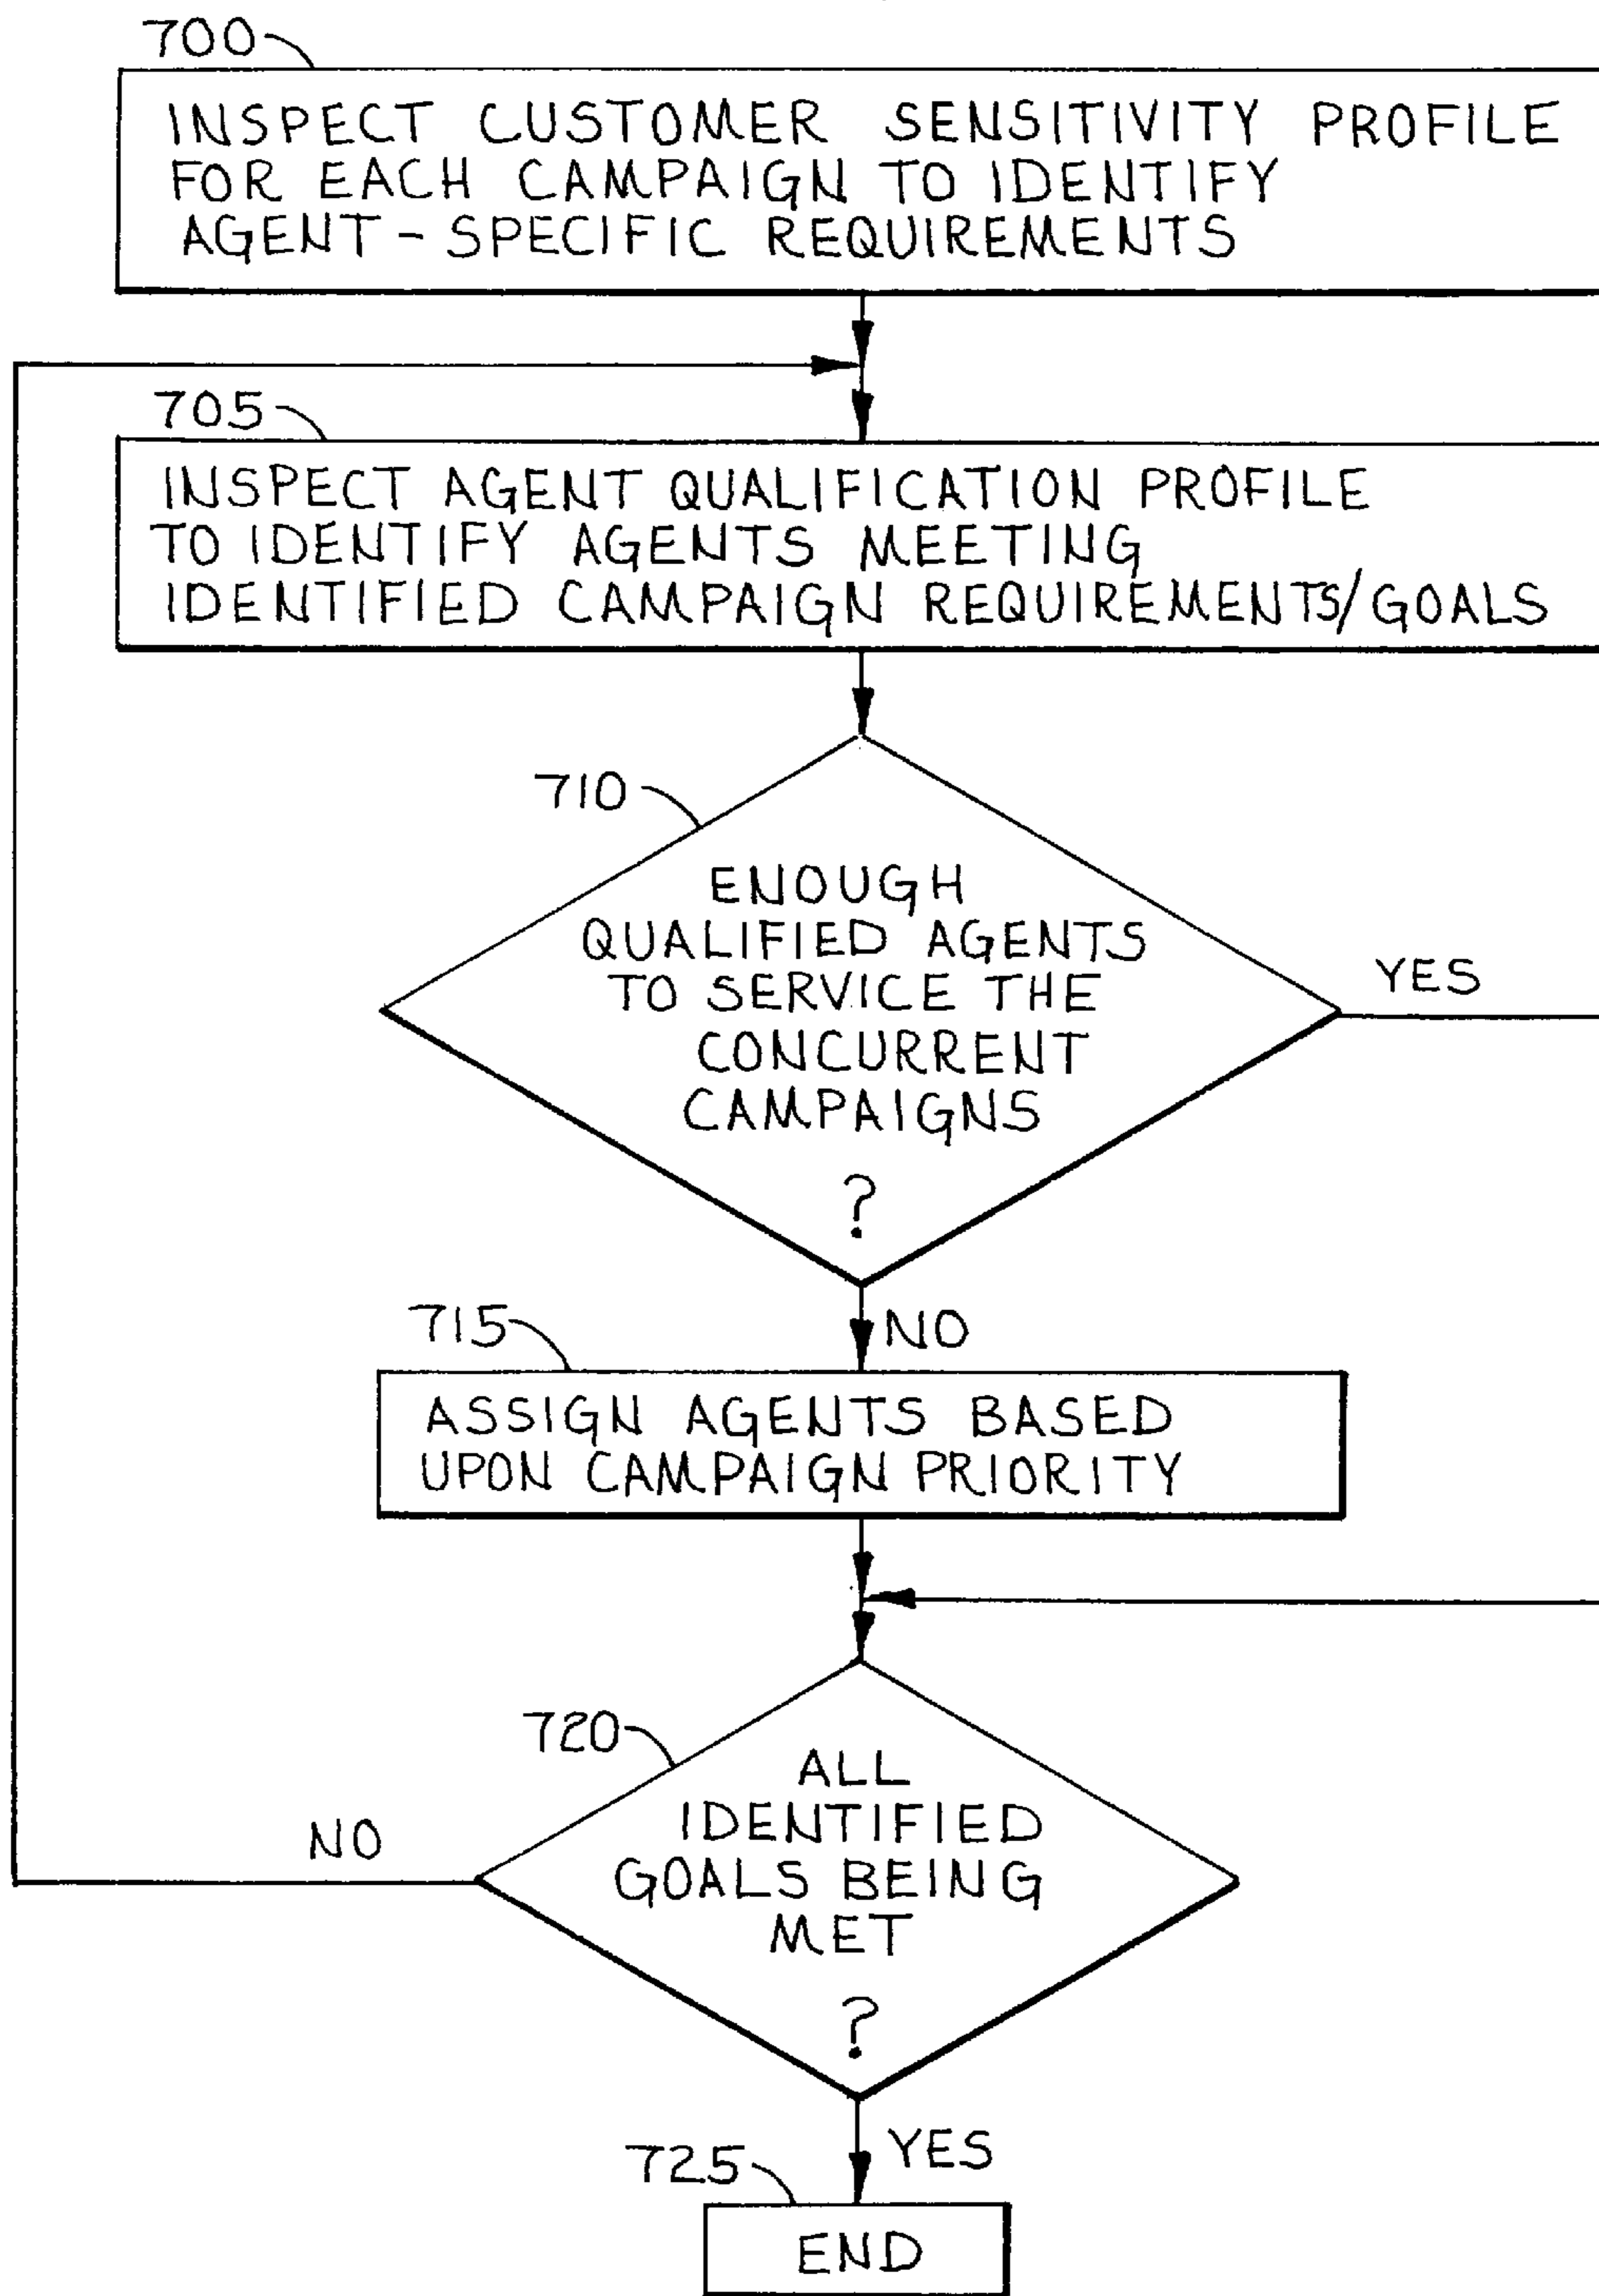 700
INSPECT CUSTOMER SENSITIVITY PROFILE
FOR EACH CAMPAIGN TO IDENTIFY
AGENT-SPECIFIC REQUIREMENTS
705
INSPECT AGENT QUALIFICATION PROFILE
TO IDENTIFY AGENTS MEETING
IDENTIFIED CAMPAIGN REQUIREMENTS/GOALS
710
ENOUGH
QUALIFIED AGENTS
TO SERVICE THE
CONCURRENT
CAMPAIGNS
?
YES
NO
715
ASSIGN AGENTS BASED
UPON CAMPAIGN PRIORITY
720
ALL
IDENTIFIED
GOALS BEING
MET
?
NO
YES
725
END